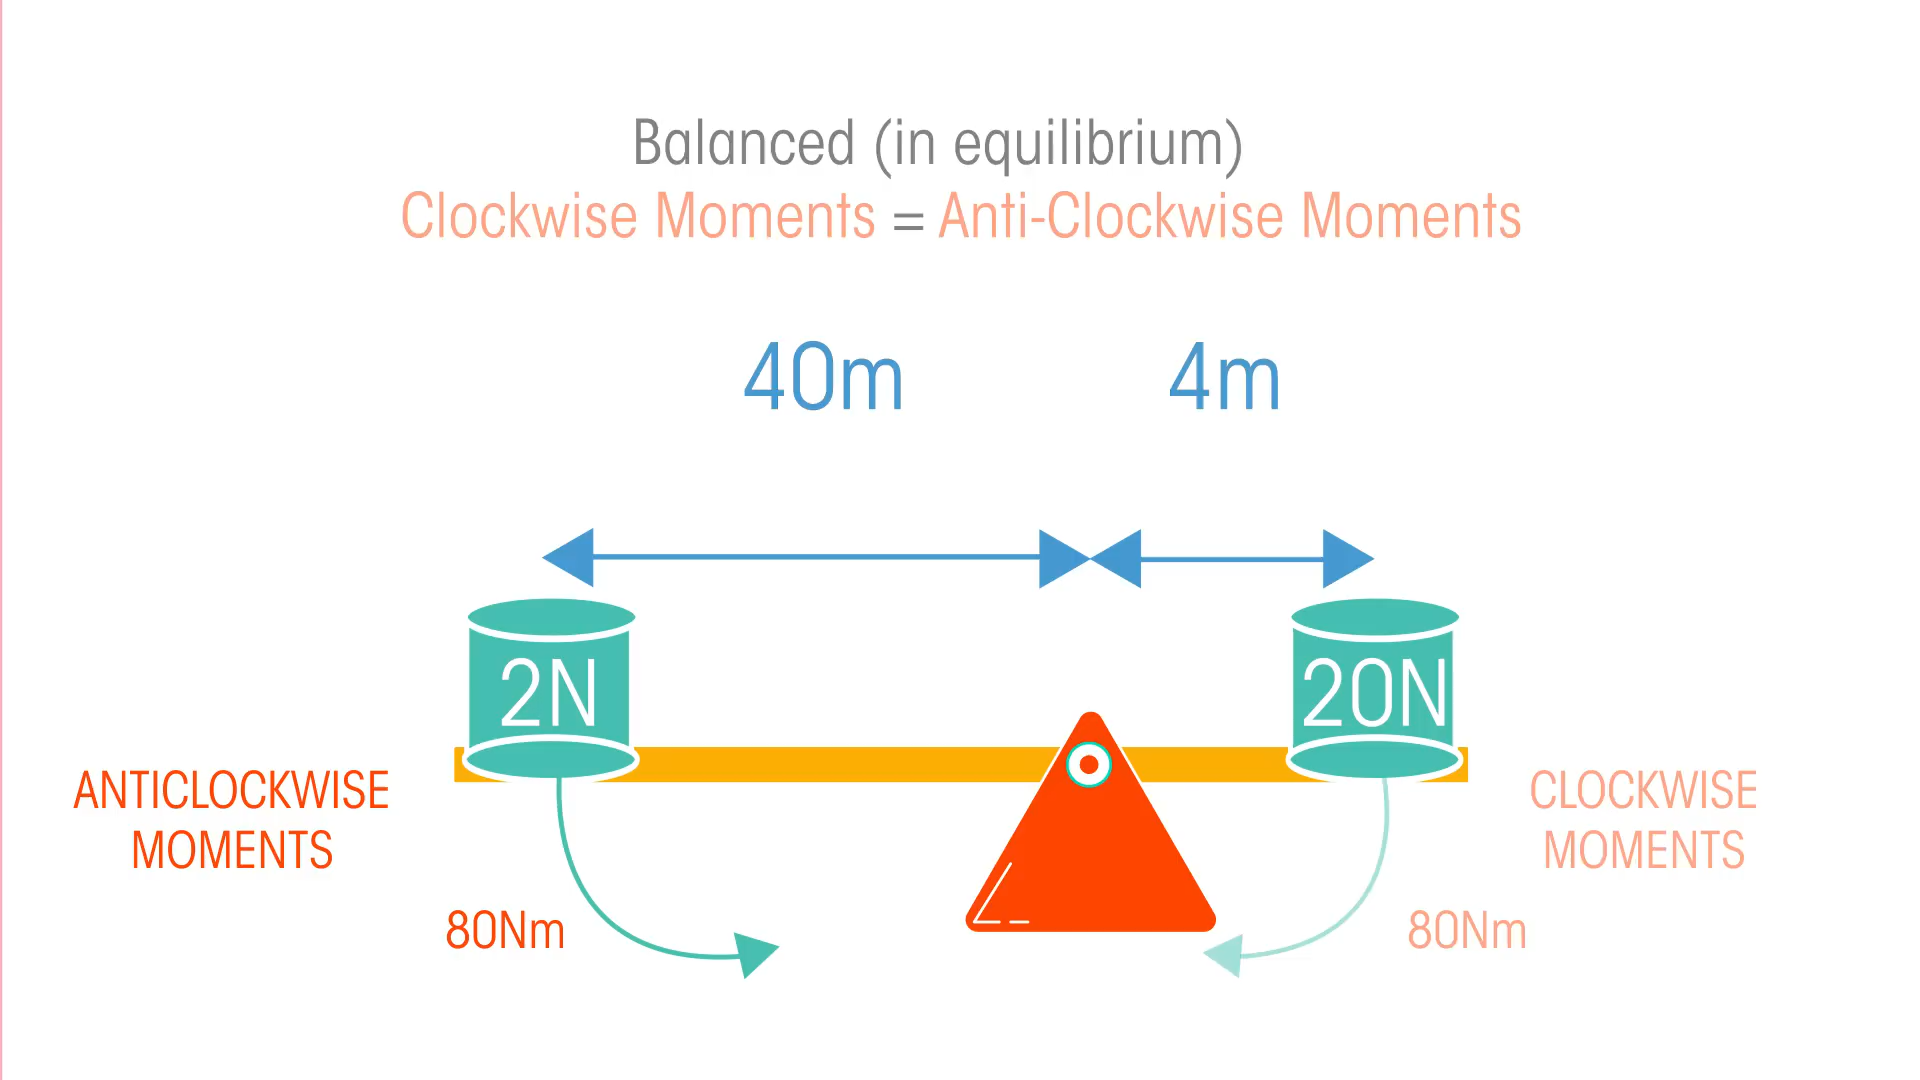 Balanced (in equilibrium)
Clockwise Moments = Anti-Clockwise Moments
40m
4m
2N
20N
ANTICLOCKWISE
MOMENTS
CLOCKWISE
MOMENTS
80Nm
80Nm